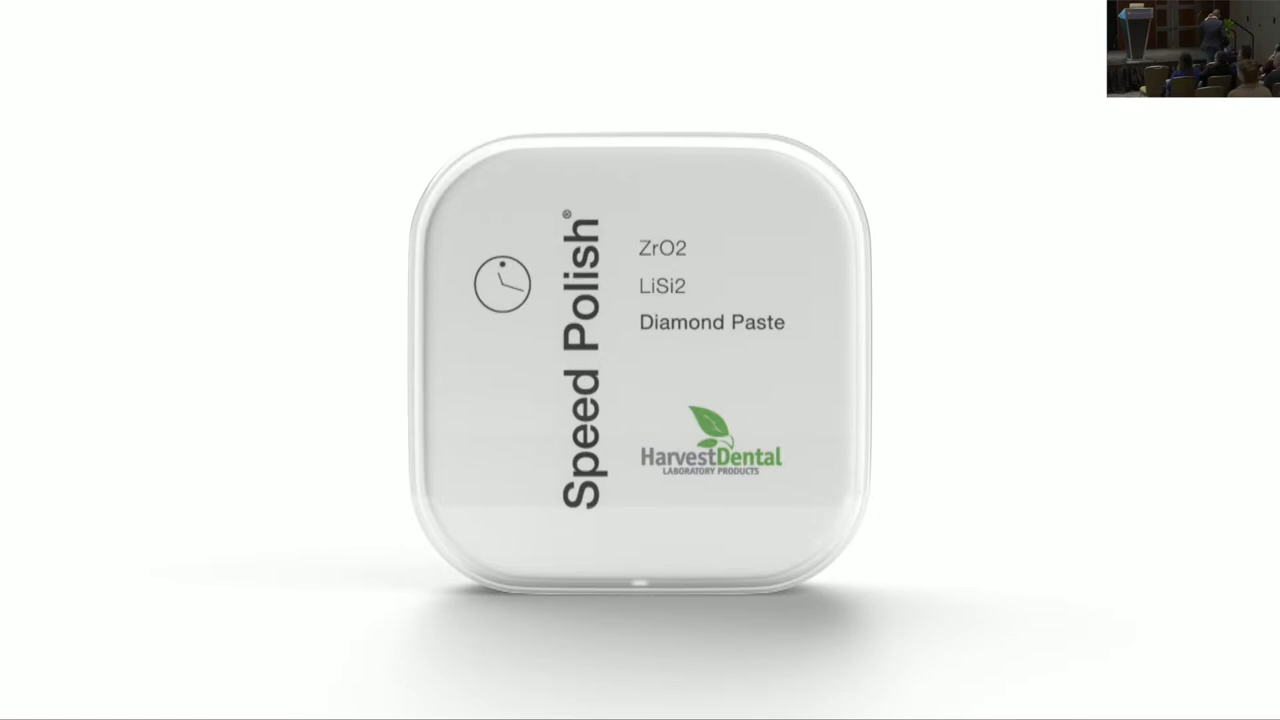 Speed Polish®
ZrO2
LiSi2
Diamond Paste
HarvestDental
LABORATORY PRODUCTS